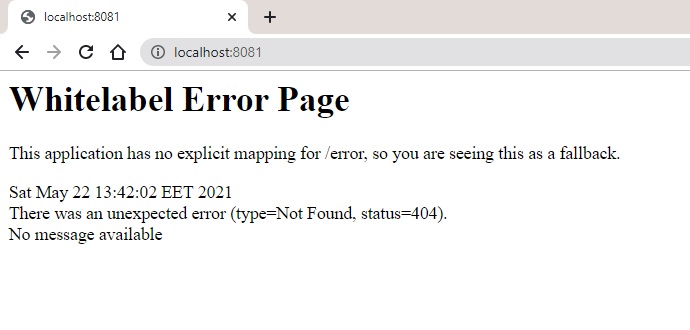 localhost:8081
localhost:8081
Whitelabel Error Page
This application has no explicit mapping for /error, so you are seeing this as a fallback.
Sat May 22 13:42:02 EET 2021
There was an unexpected error (type=Not Found, status=404).
No message available